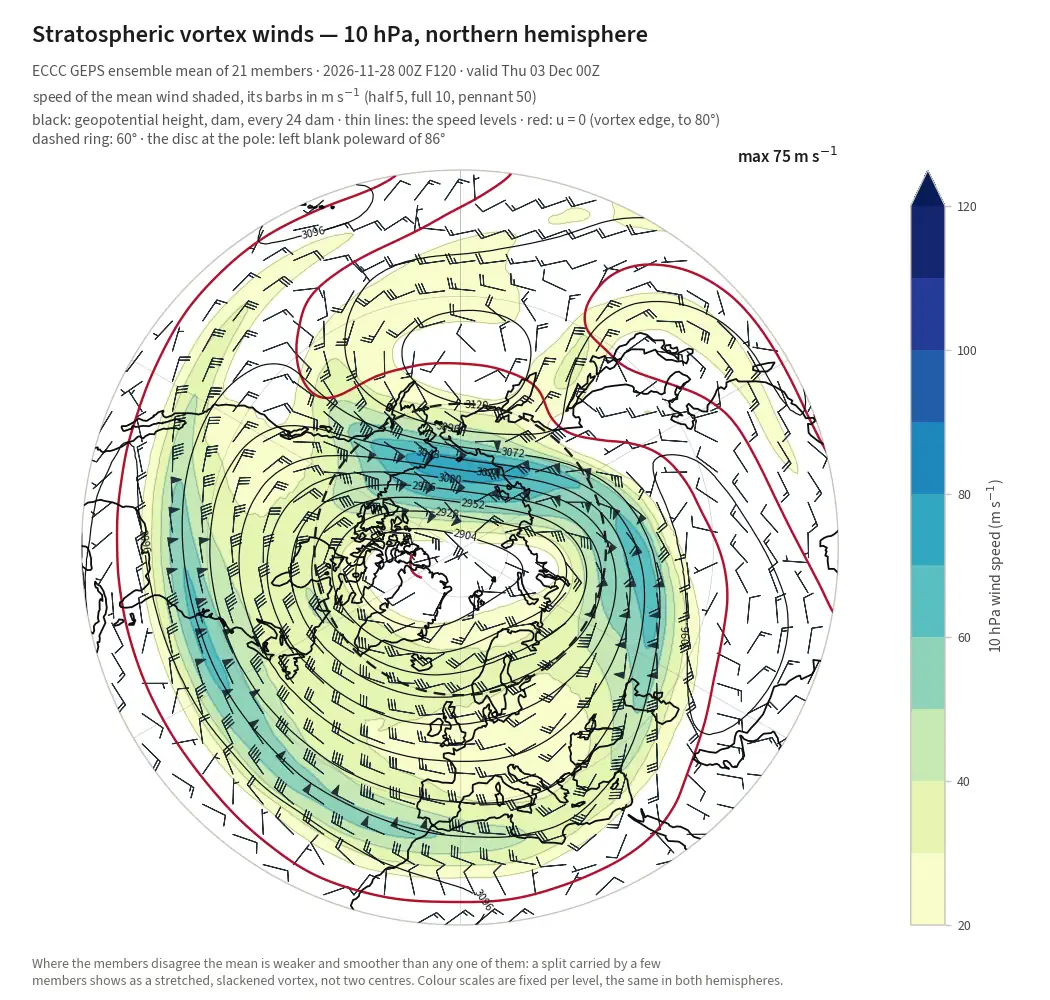 Stratospheric vortex winds — 10 hPa, northern hemisphere
ECCC GEPS ensemble mean of 21 members · 2026-11-28 00Z F120 · valid Thu 03 Dec 00Z
speed of the mean wind shaded, its barbs in m s⁻¹ (half 5, full 10, pennant 50)
black: geopotential height, dam, every 24 dam · thin lines: the speed levels · red: u = 0 (vortex edge, to 80°)
dashed ring: 60° · the disc at the pole: left blank poleward of 86°
max 75 m s⁻¹
3096
3120
3072
3000
2952
2928
2904
3096
3096
120
100
80
60
40
20
10 hPa wind speed (m s⁻¹)
Where the members disagree the mean is weaker and smoother than any one of them: a split carried by a few
members shows as a stretched, slackened vortex, not two centres. Colour scales are fixed per level, the same in both hemispheres.